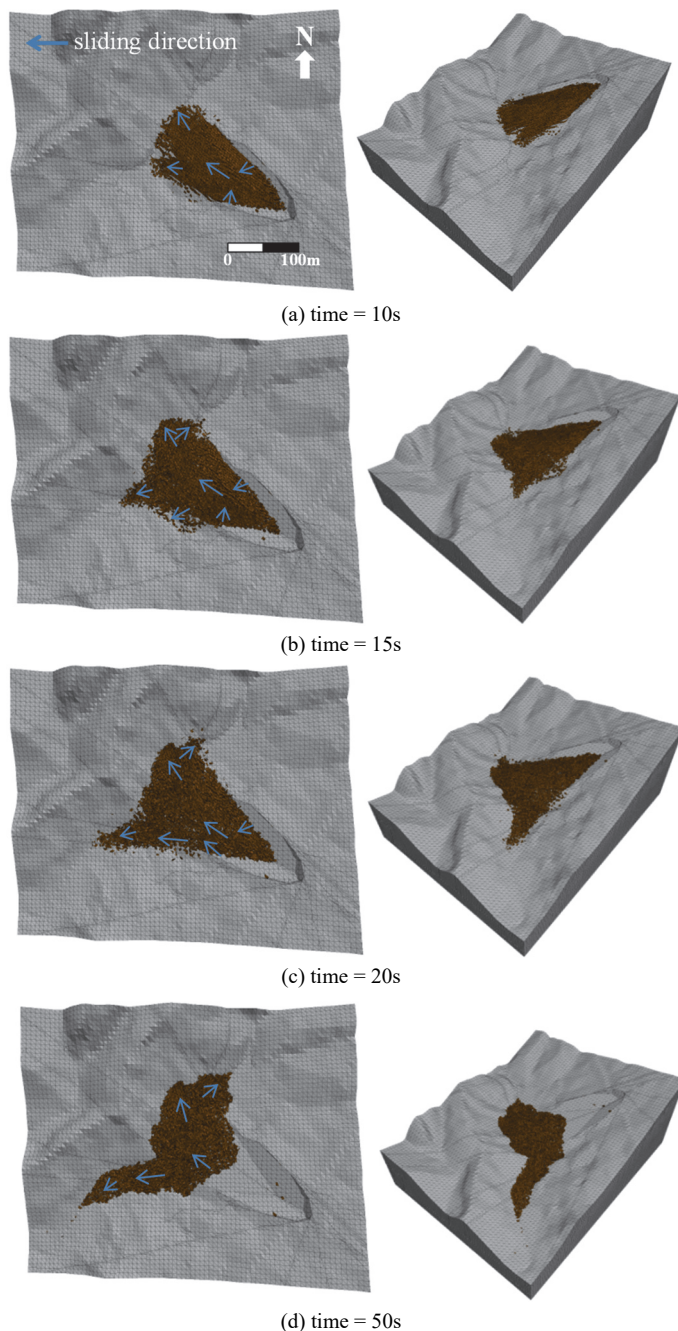 sliding direction
N
0 100m
(a) time = 10s
(b) time = 15s
(c) time = 20s
(d) time = 50s